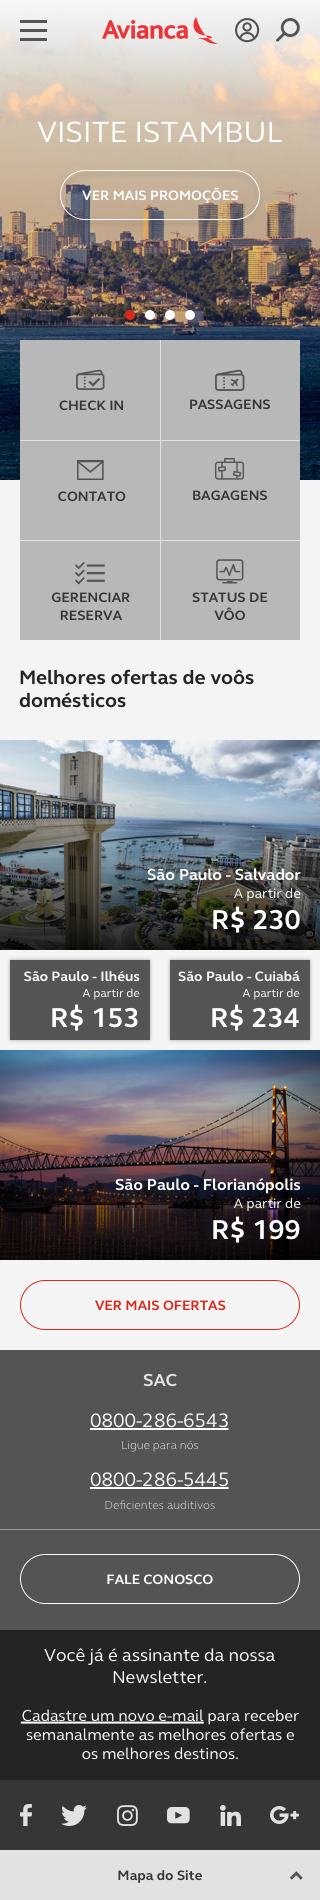 Avianca
VISITE ISTAMBUL
VER MAIS PROMOÇÕES
CHECK IN
PASSAGENS
CONTATO
BAGAGENS
GERENCIAR
RESERVA
STATUS DE
VÔO
Melhores ofertas de voôs
domésticos
São Paulo - Salvador
A partir de
R$ 230
São Paulo - Ilhéus
A partir de
R$ 153
São Paulo - Cuiabá
A partir de
R$ 234
São Paulo - Florianópolis
A partir de
R$ 199
VER MAIS OFERTAS
SAC
0800-286-6543
Ligue para nós
0800-286-5445
Deficientes auditivos
FALE CONOSCO
Você já é assinante da nossa
Newsletter.
Cadastre um novo e-mail para receber
semanalmente as melhores ofertas e
os melhores destinos.
Mapa do Site